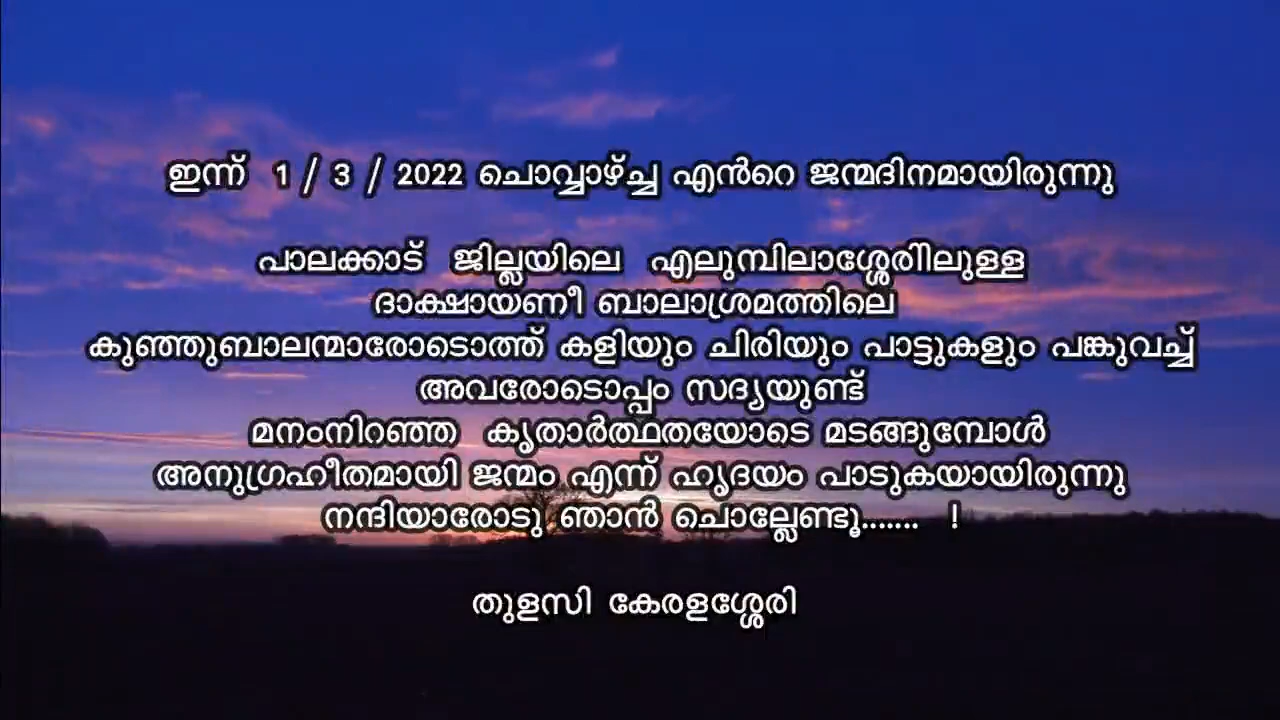 ഇന്ന് 1 / 3 / 2022 ചൊവ്വാഴ്ച്ച എൻറെ ജന്മദിനമായിരുന്നു
പാലക്കാട് ജില്ലയിലെ എലുമ്പിലാശ്ശേരിിലുള്ള
ദാക്ഷായണീ ബാലാശ്രമത്തിലെ
കുഞ്ഞുബാലന്മാരോടൊത്ത് കളിയും ചിരിയും പാട്ടുകളും പങ്കുവച്ച്
അവരോടൊപ്പം സദ്യയുണ്ട്
മനംനിറഞ്ഞ കൃതാർത്ഥതയോടെ മടങ്ങുമ്പോൾ
അനുഗ്രഹീതമായി ജന്മം എന്ന് ഹൃദയം പാടുകയായിരുന്നു
നന്ദിയാരോടു ഞാൻ ചൊല്ലേണ്ടൂ....... !
തുളസി കേരളശ്ശേരി